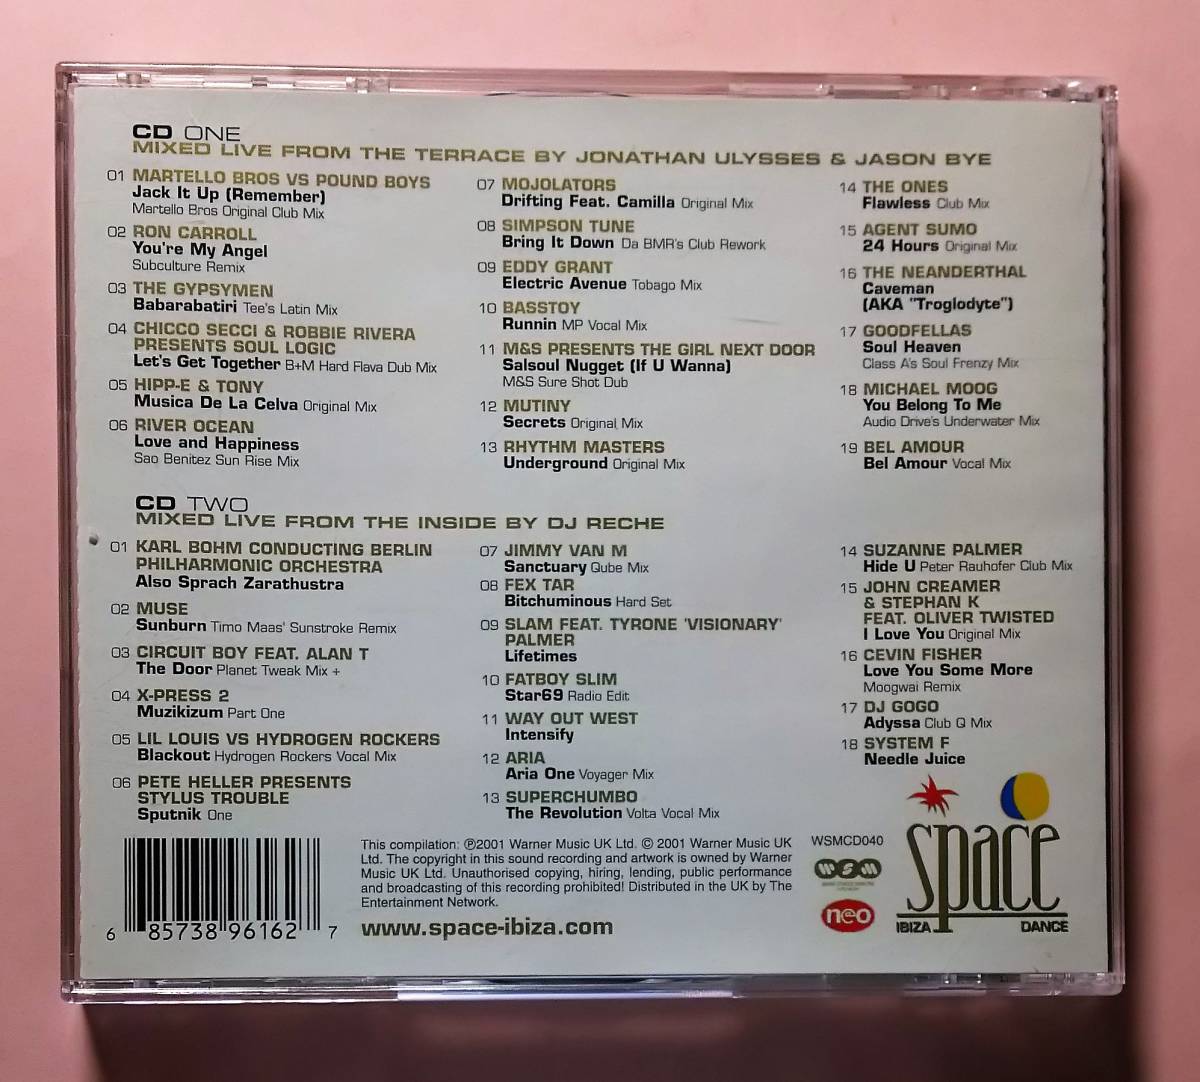 CD ONE
MIXED LIVE FROM THE TERRACE BY JONATHAN ULYSSES & JASON BYE
01 MARTELLO BROS VS POUND BOYS
Jack It Up (Remember)
Martello Bros Original Club Mix
02 RON CARROLL
You're My Angel
Subculture Remix
03 THE GYPSYMEN
Babarabatiri Tee's Latin Mix
04 CHICCO SECCI & ROBBIE RIVERA
PRESENTS SOUL LOGIC
Let's Get Together B+M Hard Flava Dub Mix
05 HIPP-E & TONY
Musica De La Celva Original Mix
06 RIVER OCEAN
Love and Happiness
Sao Benitez Sun Rise Mix
07 MOJOLATORS
Drifting Feat. Camilla Original Mix
08 SIMPSON TUNE
Bring It Down Da BMR's Club Rework
09 EDDY GRANT
Electric Avenue Tobago Mix
10 BASSTOY
Runnin MP Vocal Mix
11 M&S PRESENTS THE GIRL NEXT DOOR
Salsoul Nugget (If U Wanna)
M&S Sure Shot Dub
12 MUTINY
Secrets Original Mix
13 RHYTHM MASTERS
Underground Original Mix
14 THE ONES
Flawless Club Mix
15 AGENT SUMO
24 Hours Original Mix
16 THE NEANDERTHAL
Caveman
(AKA "Troglodyte")
17 GOODFELLAS
Soul Heaven
Class A's Soul Frenzy Mix
18 MICHAEL MOOG
You Belong To Me
Audio Drive's Underwater Mix
19 BEL AMOUR
Bel Amour Vocal Mix
CD TWO
MIXED LIVE FROM THE INSIDE BY DJ RECHE
01 KARL BOHM CONDUCTING BERLIN
PHILHARMONIC ORCHESTRA
Also Sprach Zarathustra
02 MUSE
Sunburn Timo Maas' Sunstroke Remix
03 CIRCUIT BOY FEAT. ALAN T
The Door Planet Tweak Mix +
04 X-PRESS 2
Muzikizum Part One
05 LIL LOUIS VS HYDROGEN ROCKERS
Blackout Hydrogen Rockers Vocal Mix
06 PETE HELLER PRESENTS
STYLUS TROUBLE
Sputnik One
07 JIMMY VAN M
Sanctuary Qube Mix
08 FEX TAR
Bitchuminous Hard Set
09 SLAM FEAT. TYRONE 'VISIONARY'
PALMER
Lifetimes
10 FATBOY SLIM
Star69 Radio Edit
11 WAY OUT WEST
Intensify
12 ARIA
Aria One Voyager Mix
13 SUPERCHUMBO
The Revolution Volta Vocal Mix
14 SUZANNE PALMER
Hide U Peter Rauhofer Club Mix
15 JOHN CREAMER
& STEPHAN K
FEAT. OLIVER TWISTED
I Love You Original Mix
16 CEVIN FISHER
Love You Some More
Moogwai Remix
17 DJ GOGO
Adyssa Club Q Mix
18 SYSTEM F
Needle Juice
6 85738 96162 7
This compilation: ℗2001 Warner Music UK Ltd. © 2001 Warner Music UK
Ltd. The copyright in this sound recording and artwork is owned by Warner
Music UK Ltd. Unauthorised copying, hiring, lending, public performance
and broadcasting of this recording prohibited! Distributed in the UK by The
Entertainment Network.
www.space-ibiza.com
WSMCD040
WSM
neo
space
IBIZA DANCE